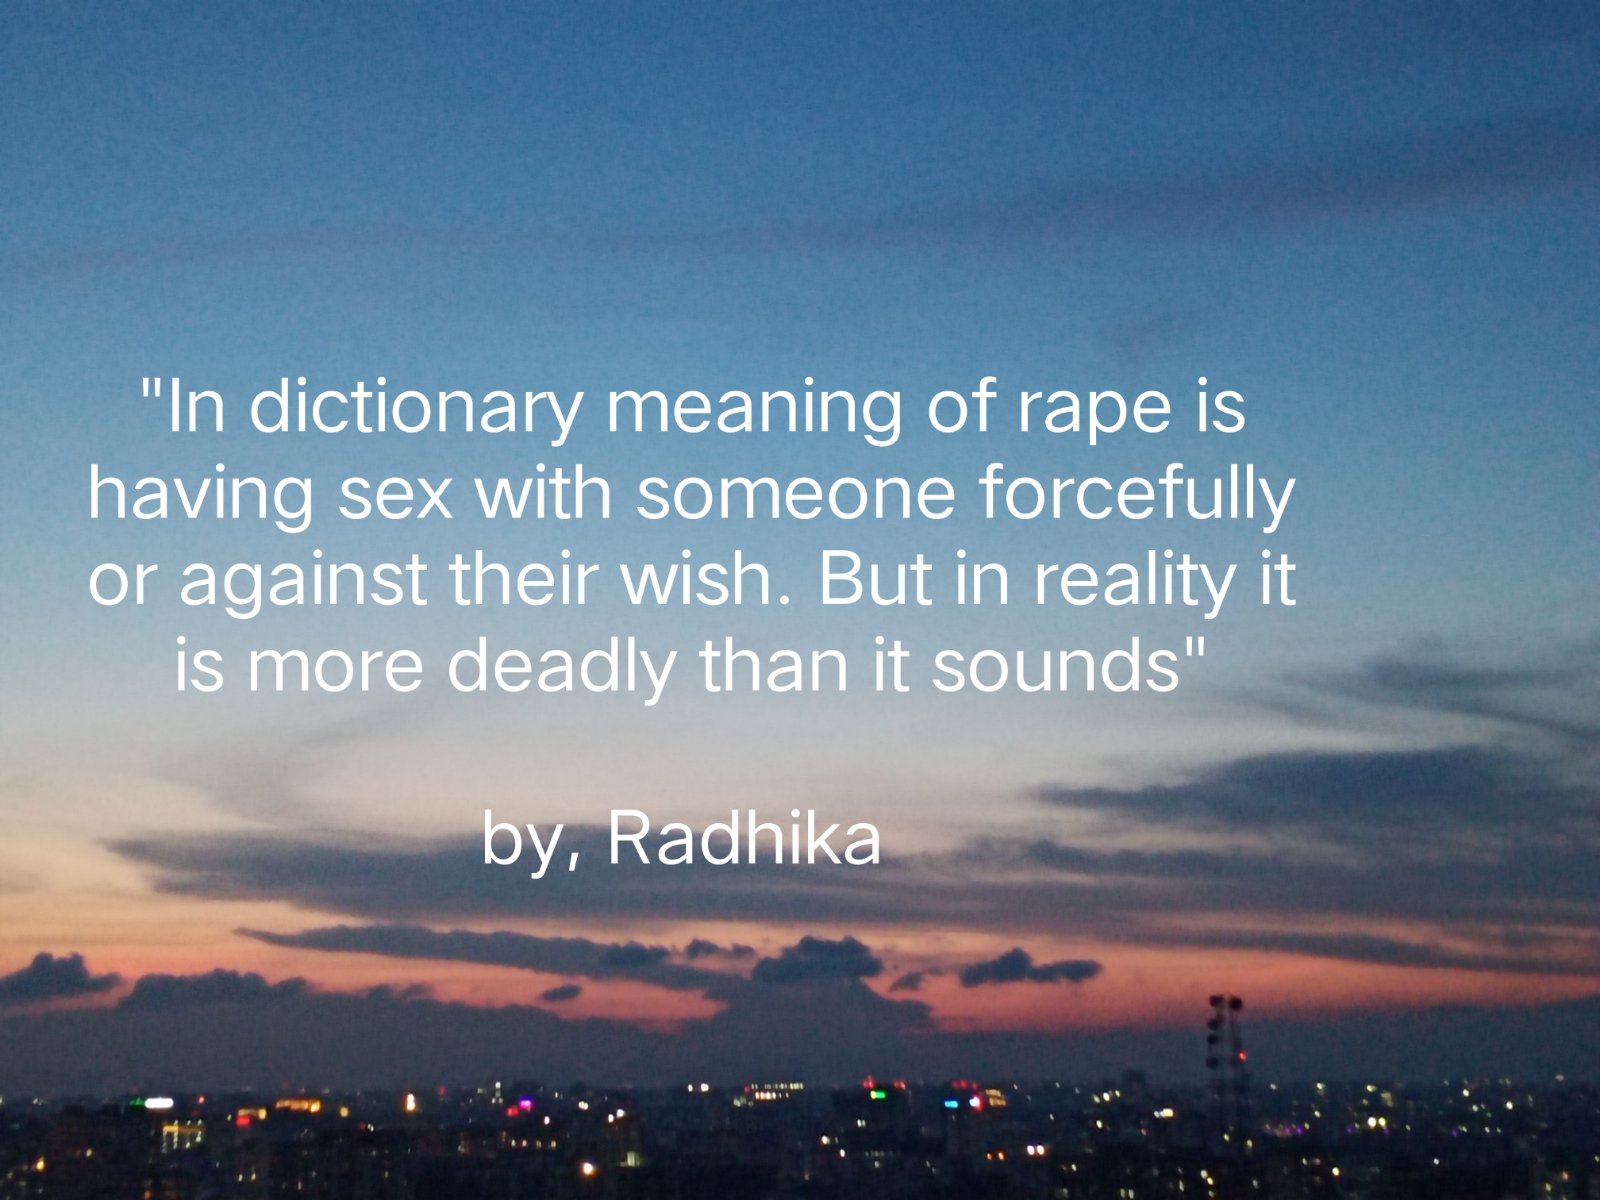 "In dictionary meaning of rape is
having sex with someone forcefully
or against their wish. But in reality it
is more deadly than it sounds"
by, Radhika